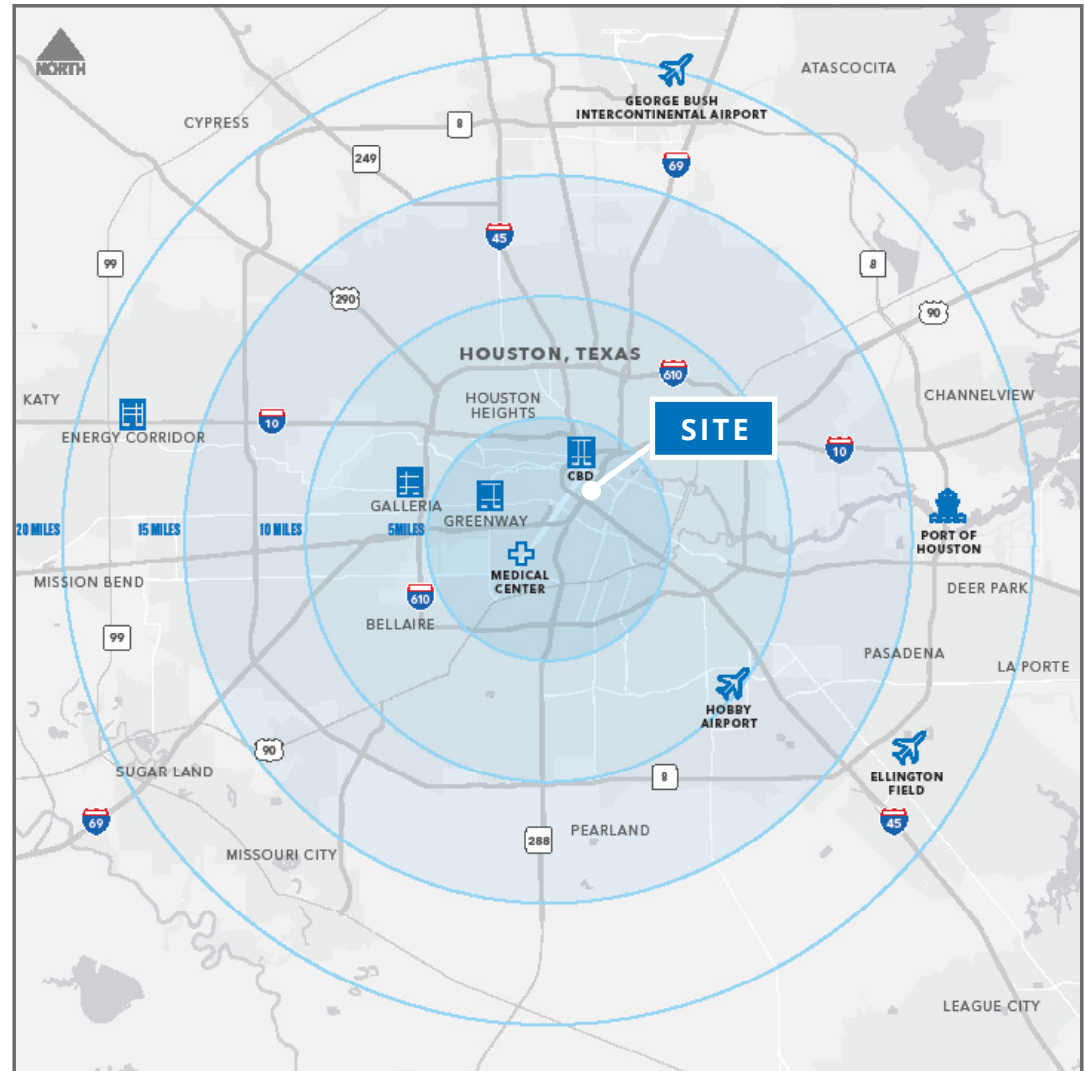 NORTH
ATASCOCITA
GEORGE BUSH
INTERCONTINENTAL AIRPORT
CYPRESS
8
249
69
45
99
8
290
90
HOUSTON, TEXAS
610
KATY
HOUSTON
HEIGHTS
CHANNELVIEW
10
SITE
ENERGY CORRIDOR
10
CBD
GALLERIA
GREENWAY
20 MILES
15 MILES
10 MILES
5MILES
PORT OF
HOUSTON
MISSION BEND
MEDICAL
CENTER
DEER PARK
610
BELLAIRE
99
PASADENA
LA PORTE
HOBBY
AIRPORT
90
SUGAR LAND
8
ELLINGTON
FIELD
69
45
PEARLAND
288
MISSOURI CITY
LEAGUE CITY